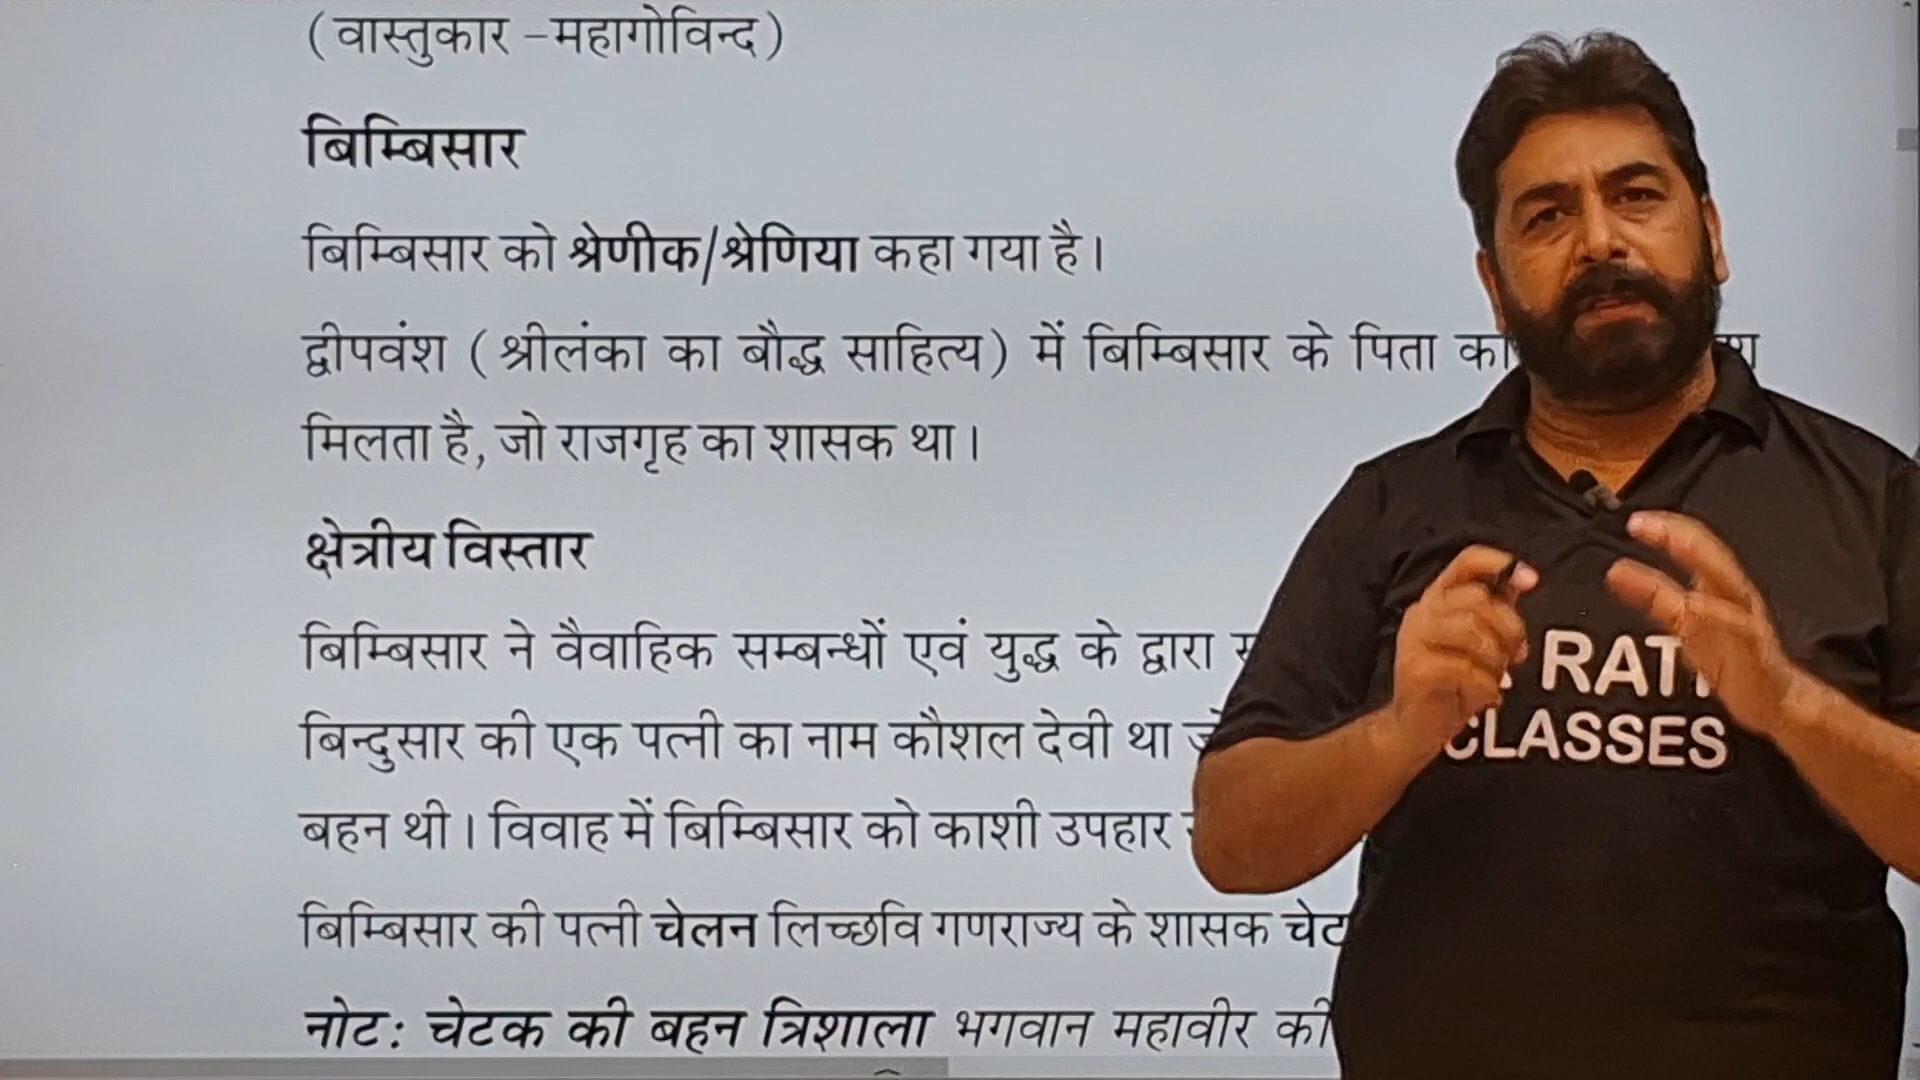 (वास्तुकार –महागोविन्द)
बिम्बिसार
बिम्बिसार को श्रेणीक/श्रेणिया कहा गया है।
द्वीपवंश (श्रीलंका का बौद्ध साहित्य) में बिम्बिसार के पिता का
मिलता है, जो राजगृह का शासक था।
क्षेत्रीय विस्तार
बिम्बिसार ने वैवाहिक सम्बन्धों एवं युद्ध के द्वारा
बिन्दुसार की एक पत्नी का नाम कौशल देवी था
बहन थी। विवाह में बिम्बिसार को काशी उपहार
बिम्बिसार की पत्नी चेलन लिच्छवि गणराज्य के शासक
नोट: चेटक की बहन त्रिशाला भगवान महावीर की
CLASSES